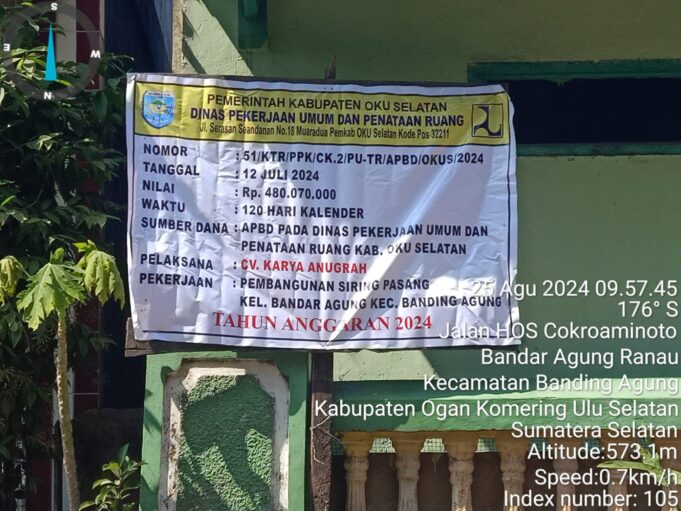 PEMERINTAH KABUPATEN OKU SELATAN
DINAS PEKERJAAN UMUM DAN PENATAAN RUANG
Jl. Serasan Seandanan No.18 Muaradua Pemkab OKU Selatan Kode Pos 32211
NOMOR : 51/KTR/PPK/CK.2/PU-TR/APBD/OKUS/2024
TANGGAL : 12 JULI 2024
NILAI : Rp. 480.070.000
WAKTU : 120 HARI KALENDER
SUMBER DANA : APBD PADA DINAS PEKERJAAN UMUM DAN
PENATAAN RUANG KAB. OKU SELATAN
PELAKSANA : CV. KARYA ANUGRAH
PEKERJAAN : PEMBANGUNAN SIRING PASANG
KEL. BANDAR AGUNG KEC. BANDING AGUNG
TAHUN ANGGARAN 2024
S
E
W
N
25 Agu 2024 09.57.45
176° S
Jalan HOS Cokroaminoto
Bandar Agung Ranau
Kecamatan Banding Agung
Kabupaten Ogan Komering Ulu Selatan
Sumatera Selatan
Altitude:573.1m
Speed:0.7km/h
Index number: 105